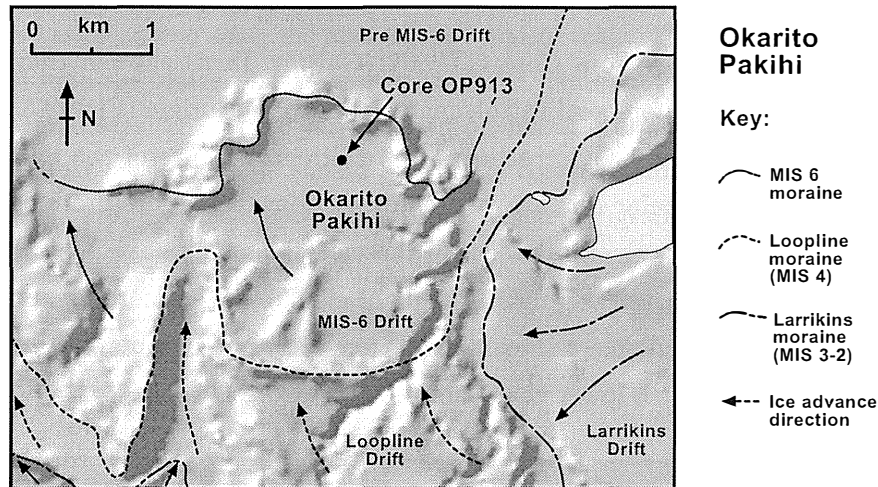 0 km 1
N
Pre MIS-6 Drift
Core OP913
Okarito
Pakihi
MIS-6 Drift
Loopline
Drift
Larrikins
Drift
Okarito
Pakihi
Key:
MIS 6
moraine
Loopline
moraine
(MIS 4)
Larrikins
moraine
(MIS 3-2)
Ice advance
direction